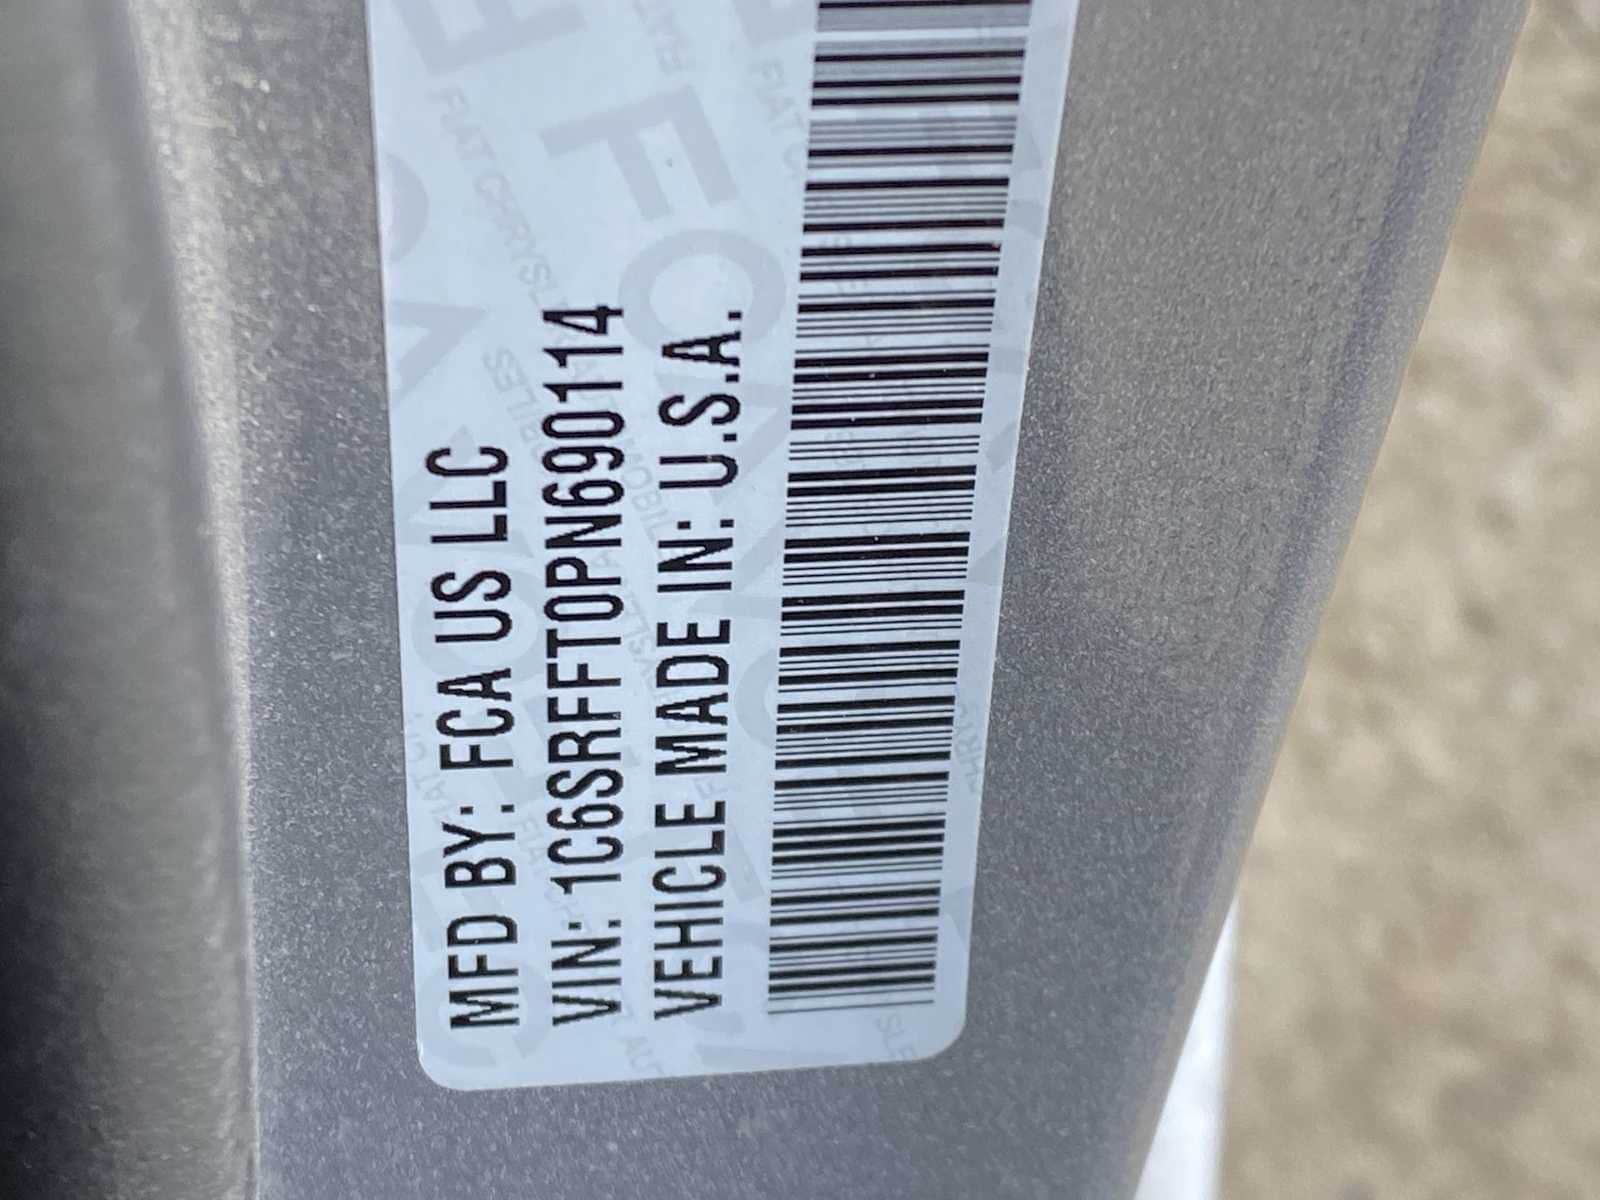 MFD BY: FCA US LLC
VIN: 1C6SRFFT0PN690114
VEHICLE MADE IN: U.S.A.